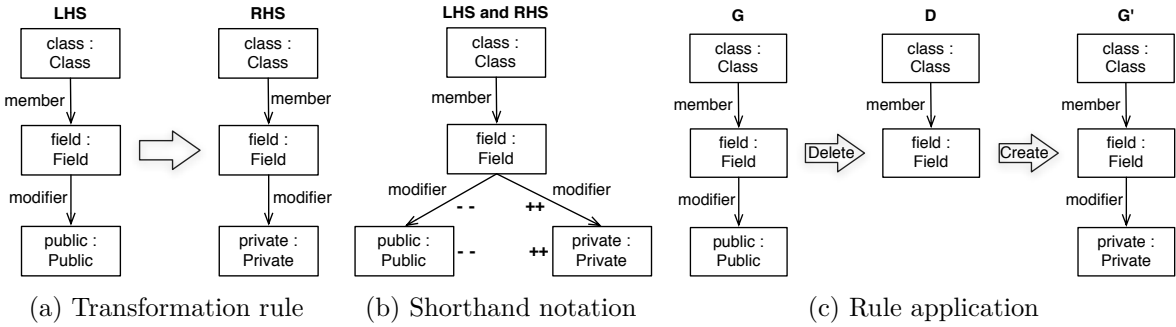 LHS
RHS
class :
Class
class :
Class
member
member
field :
Field
field :
Field
modifier
modifier
public :
Public
private :
Private
(a) Transformation rule
LHS and RHS
class :
Class
member
field :
Field
modifier
modifier
- -
++
public :
Public
- -
++
private :
Private
(b) Shorthand notation
G
D
G'
class :
Class
class :
Class
class :
Class
member
member
member
field :
Field
Delete
field :
Field
Create
field :
Field
modifier
modifier
public :
Public
private :
Private
(c) Rule application